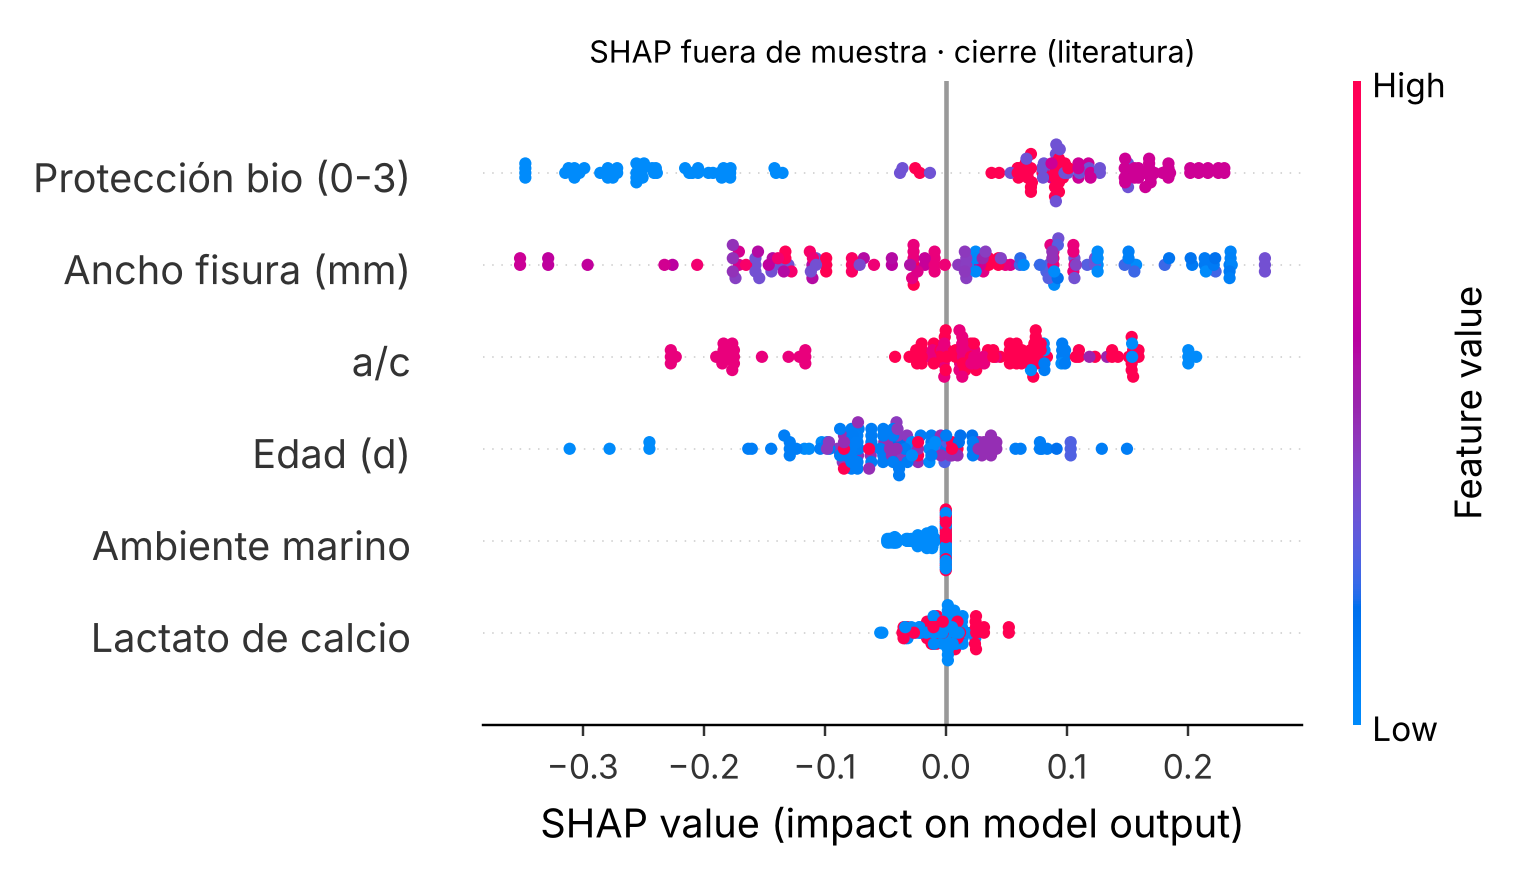 SHAP fuera de muestra · cierre (literatura)
High
Protección bio (0-3)
Ancho fisura (mm)
a/c
Edad (d)
Ambiente marino
Lactato de calcio
Feature value
Low
−0.3 −0.2 −0.1 0.0 0.1 0.2
SHAP value (impact on model output)